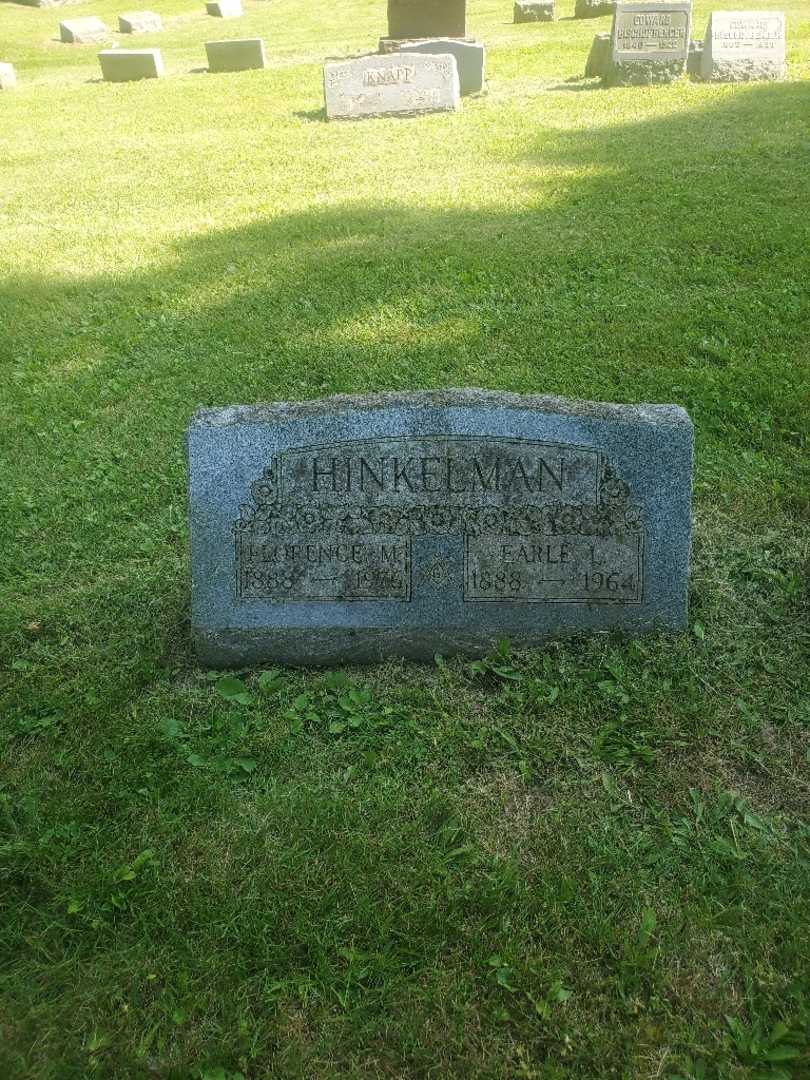 KNAPP
EDWARD
HINKELMAN
FLORENCE M.
1888 — 1976
EARLE L.
1888 — 1964